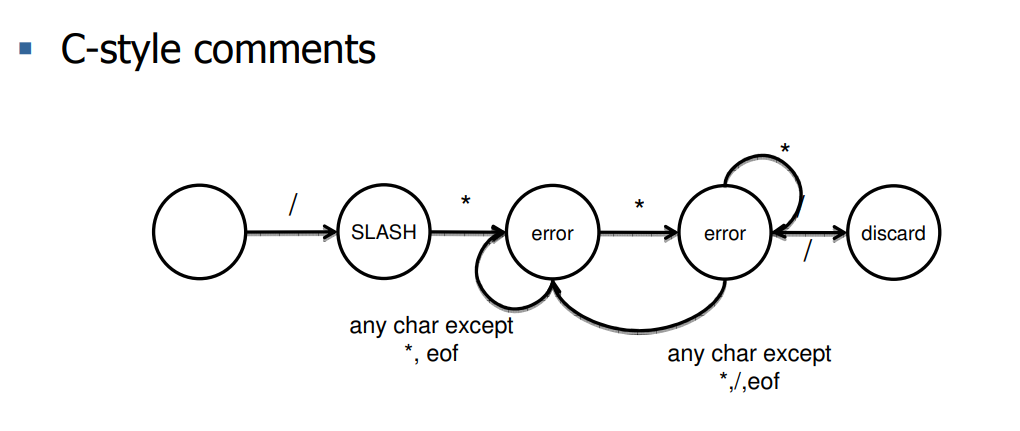 C-style comments
*
/
*
*
SLASH
error
error
discard
/
any char except
*, eof
any char except
*,/,eof